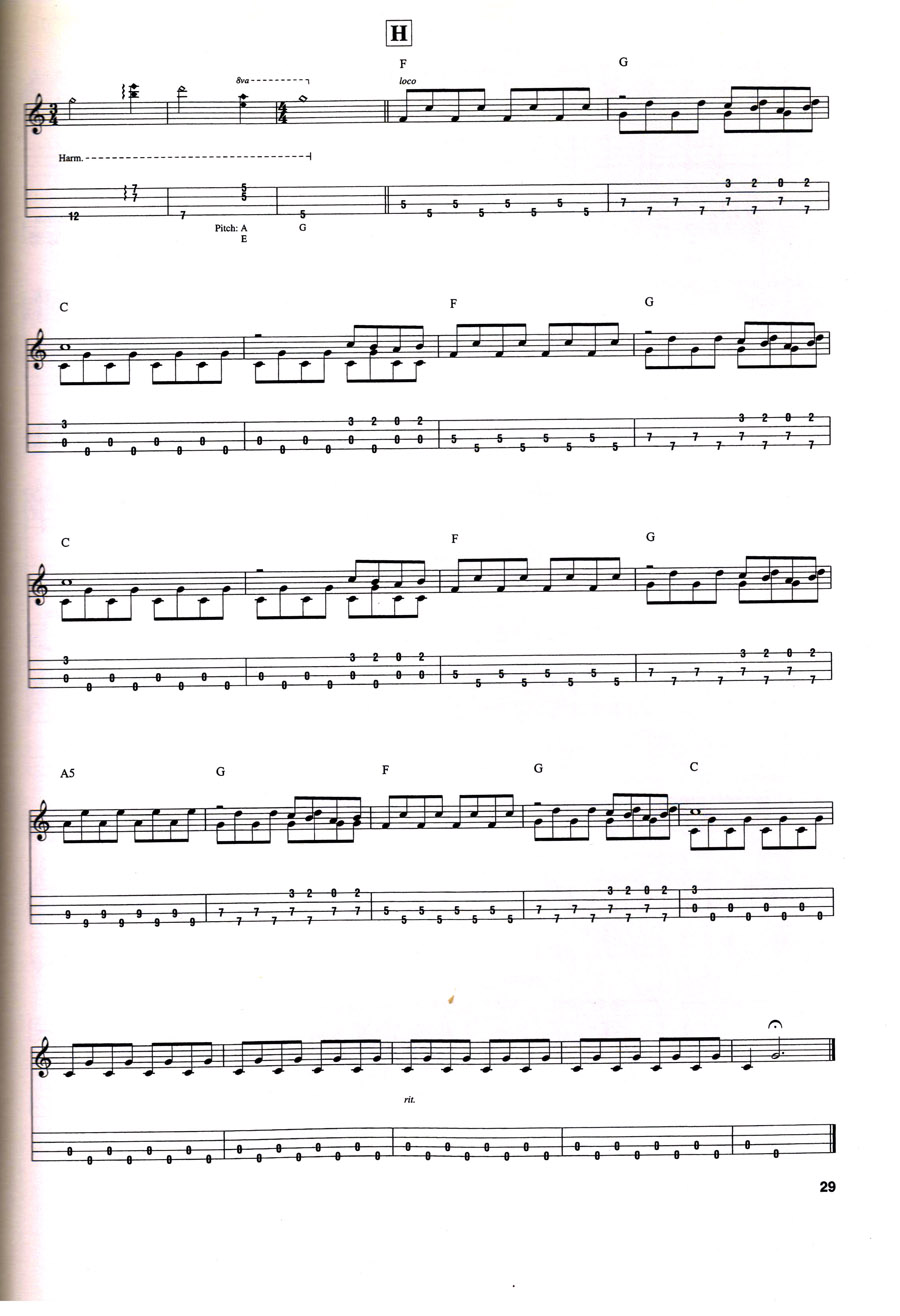 H
F G
8va loco
3 4 4 4
Harm.
7 5 3 2 0 2
7 5
5 5 5 5 7 7 7 7
12 7 5 5 5 5 5 7 7 7 7
Pitch: A G
E
C F G
3 3 2 0 2 3 2 0 2
0 0 0 0 0 0 0 0 5 5 5 5 7 7 7 7
0 0 0 0 0 0 0 0 5 5 5 5 7 7 7 7
C F G
3 3 2 0 2 3 2 0 2
0 0 0 0 0 0 0 0 5 5 5 5 7 7 7 7
0 0 0 0 0 0 0 0 5 5 5 5 7 7 7 7
A5 G F G C
3 2 0 2 3 2 0 2 3
9 9 9 9 7 7 7 7 7 5 5 5 5 7 7 7 7 0 0 0 0
9 9 9 9 7 7 7 5 5 5 5 7 7 7 7 0 0 0 0
rit.
0 0 0 0 0 0 0 0 0 0 0 0 0 0 0 0 0
0 0 0 0 0 0 0 0 0 0 0 0 0 0 0 0 0
29